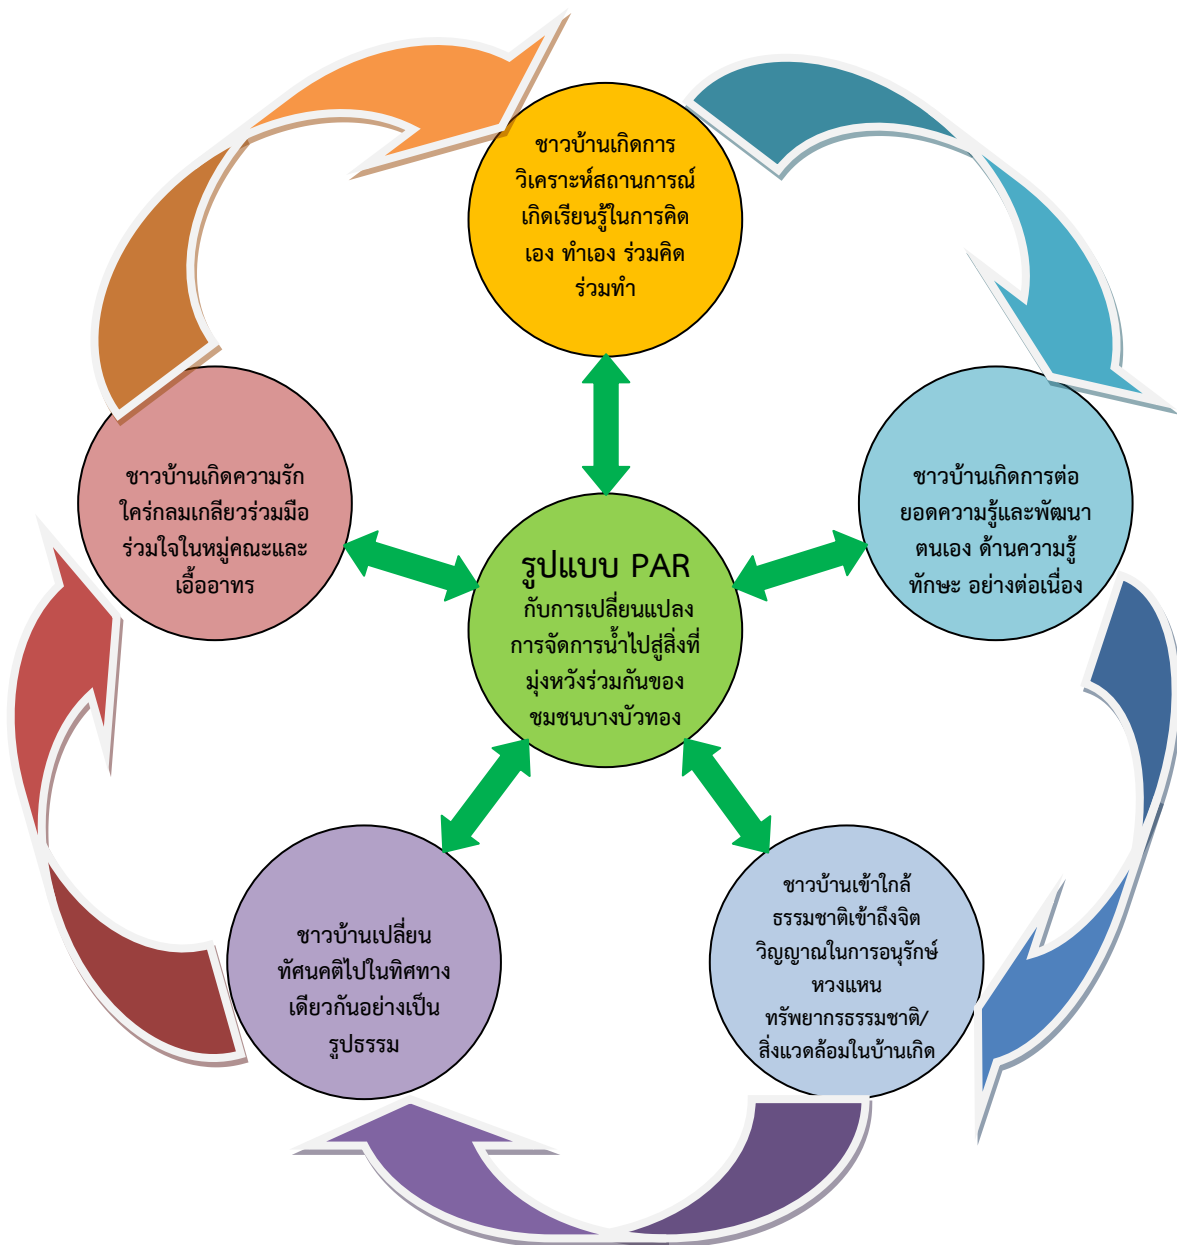 ชาวบ้านเกิดการ
วิเคราะห์สถานการณ์
เกิดเรียนรู้ในการคิด
เอง ทำเอง ร่วมคิด
ร่วมทำ
ชาวบ้านเกิดความรัก
ใคร่กลมเกลียวร่วมมือ
ร่วมใจในหมู่คณะและ
เอื้ออาทร
ชาวบ้านเกิดการต่อ
ยอดความรู้และพัฒนา
ตนเอง ด้านความรู้
ทักษะ อย่างต่อเนื่อง
รูปแบบ PAR
กับการเปลี่ยนแปลง
การจัดการน้ำไปสู่สิ่งที่
มุ่งหวังร่วมกันของ
ชมชนบางบัวทอง
ชาวบ้านเปลี่ยน
ทัศนคติไปในทิศทาง
เดียวกันอย่างเป็น
รูปธรรม
ชาวบ้านเข้าใกล้
ธรรมชาติเข้าถึงจิต
วิญญาณในการอนุรักษ์
หวงแหน
ทรัพยากรธรรมชาติ/
สิ่งแวดล้อมในบ้านเกิด